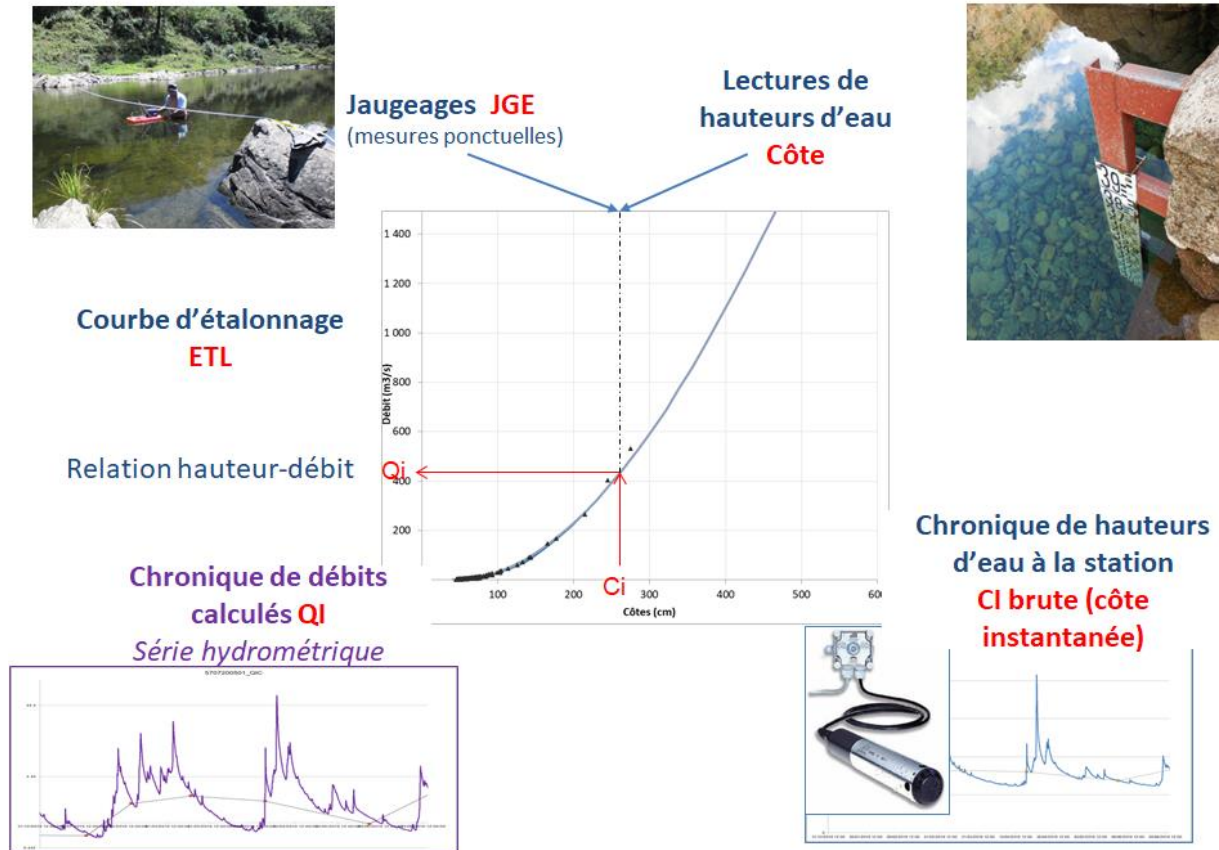 Jaugeages JGE
(mesures ponctuelles)
Lectures de
hauteurs d'eau
Côte
39
38
Courbe d'étalonnage
ETL
Relation hauteur-débit
Débit (m3/s)
1 400
1 200
1 000
800
600
400
200
Qi
Ci
100
200
300
400
500
Côtes (cm)
Chronique de débits
calculés QI
Série hydrométrique
Chronique de hauteurs
d'eau à la station
CI brute (côte
instantanée)